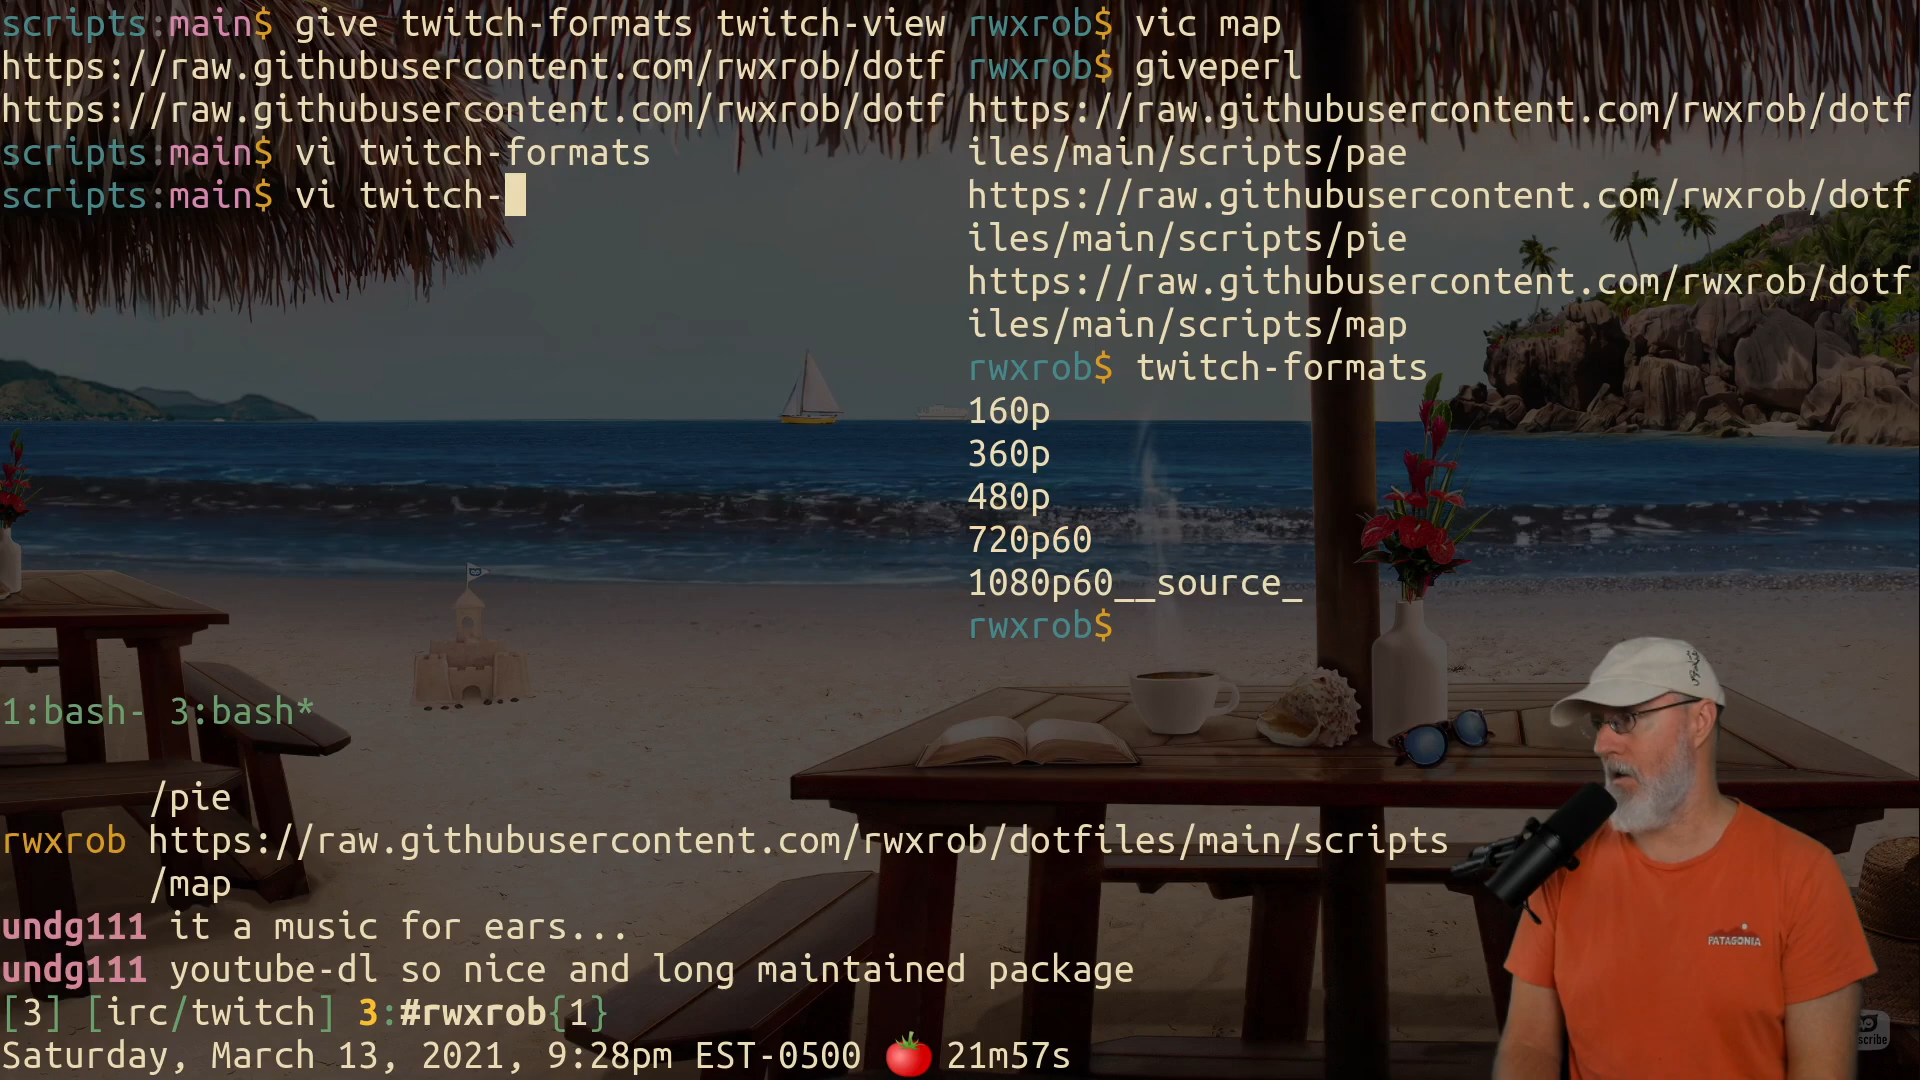 scripts:main$ give twitch-formats twitch-view
https://raw.githubusercontent.com/rwxrob/dotf
https://raw.githubusercontent.com/rwxrob/dotf
scripts:main$ vi twitch-formats
scripts:main$ vi twitch-
rwxrob$ vic map
rwxrob$ giveperl
https://raw.githubusercontent.com/rwxrob/dotf
iles/main/scripts/pae
https://raw.githubusercontent.com/rwxrob/dotf
iles/main/scripts/pie
https://raw.githubusercontent.com/rwxrob/dotf
iles/main/scripts/map
rwxrob$ twitch-formats
160p
360p
480p
720p60
1080p60__source_
rwxrob$
1:bash- 3:bash*
/pie
rwxrob https://raw.githubusercontent.com/rwxrob/dotfiles/main/scripts
/map
undg111 it a music for ears...
undg111 youtube-dl so nice and long maintained package
[3] [irc/twitch] 3:#rwxrob{1}
Saturday, March 13, 2021, 9:28pm EST-0500 🍅 21m57s
PATAGONIA